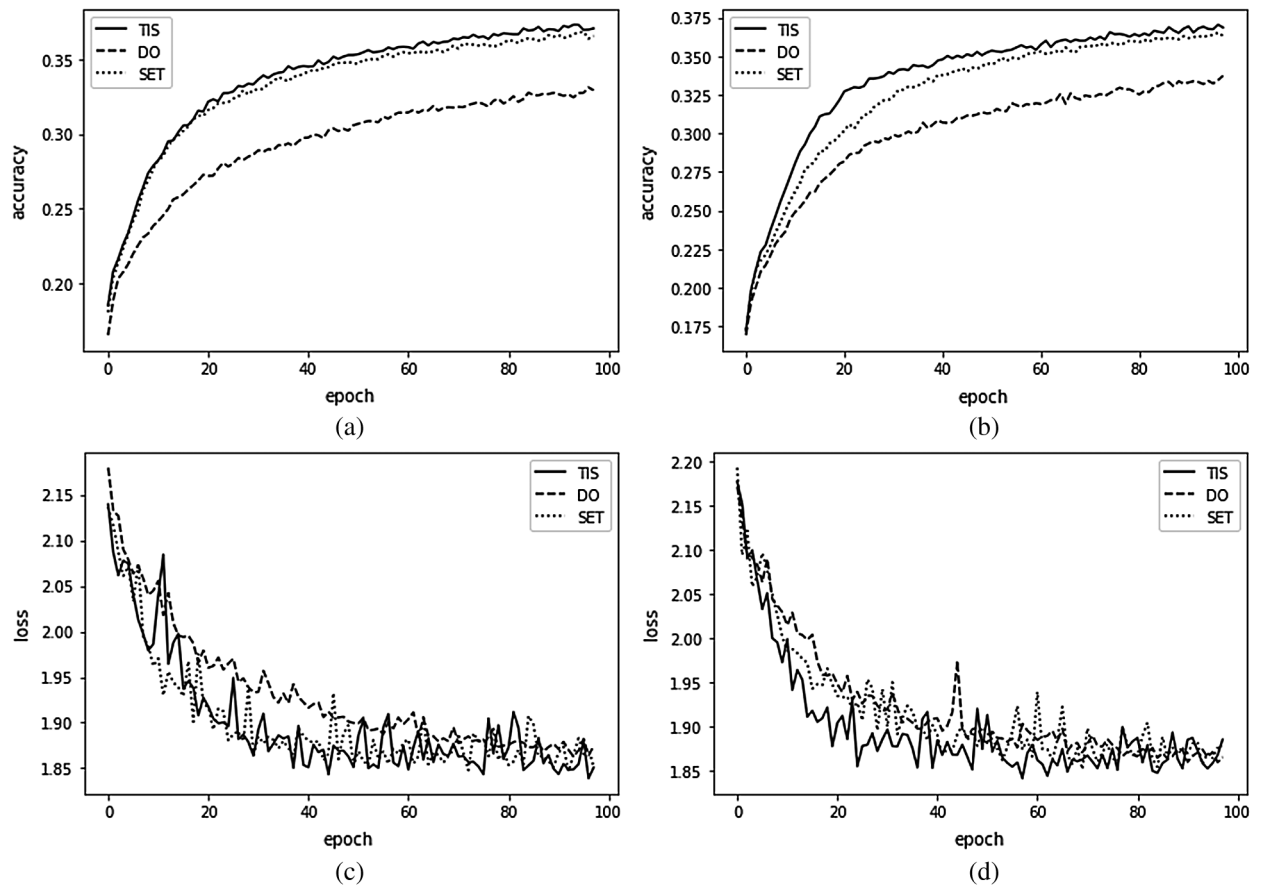 TIS
DO
SET
accuracy
0.35
0.30
0.25
0.20
0 20 40 60 80 100
epoch
(a)
TIS
DO
SET
accuracy
0.375
0.350
0.325
0.300
0.275
0.250
0.225
0.200
0.175
0 20 40 60 80 100
epoch
(b)
TIS
DO
SET
loss
2.15
2.10
2.05
2.00
1.95
1.90
1.85
0 20 40 60 80 100
epoch
(c)
TIS
DO
SET
loss
2.20
2.15
2.10
2.05
2.00
1.95
1.90
1.85
0 20 40 60 80 100
epoch
(d)